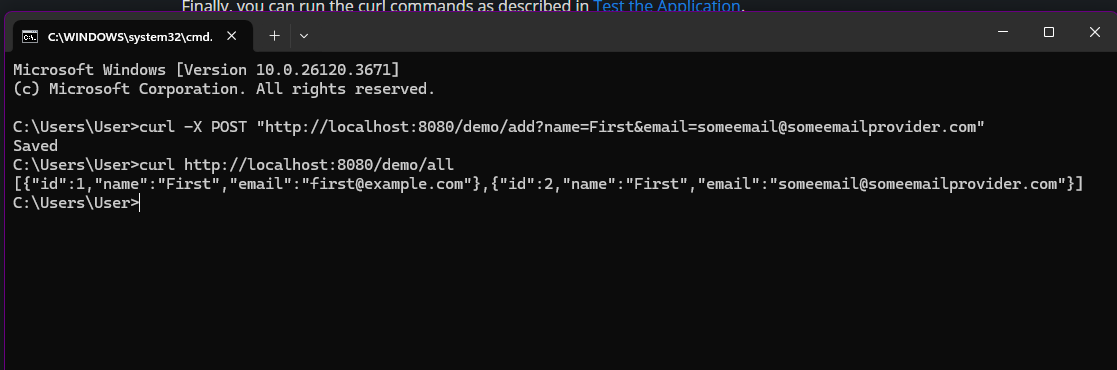 Finally, you can run the curl commands as described in Test the Application.
C:\WINDOWS\system32\cmd.
Microsoft Windows [Version 10.0.26120.3671]
(c) Microsoft Corporation. All rights reserved.
C:\Users\User>curl -X POST "http://localhost:8080/demo/add?name=First&email=someemail@someemailprovider.com"
Saved
C:\Users\User>curl http://localhost:8080/demo/all
[{"id":1,"name":"First","email":"first@example.com"},{"id":2,"name":"First","email":"someemail@someemailprovider.com"}]
C:\Users\User>